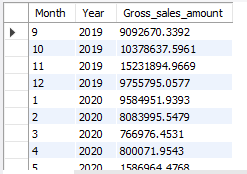 Month Year Gross_sales_amount
9 2019 9092670.3392
10 2019 10378637.5961
11 2019 15231894.9669
12 2019 9755795.0577
1 2020 9584951.9393
2 2020 8083995.5479
3 2020 766976.4531
4 2020 800071.9543
5 2020 1586964.4768